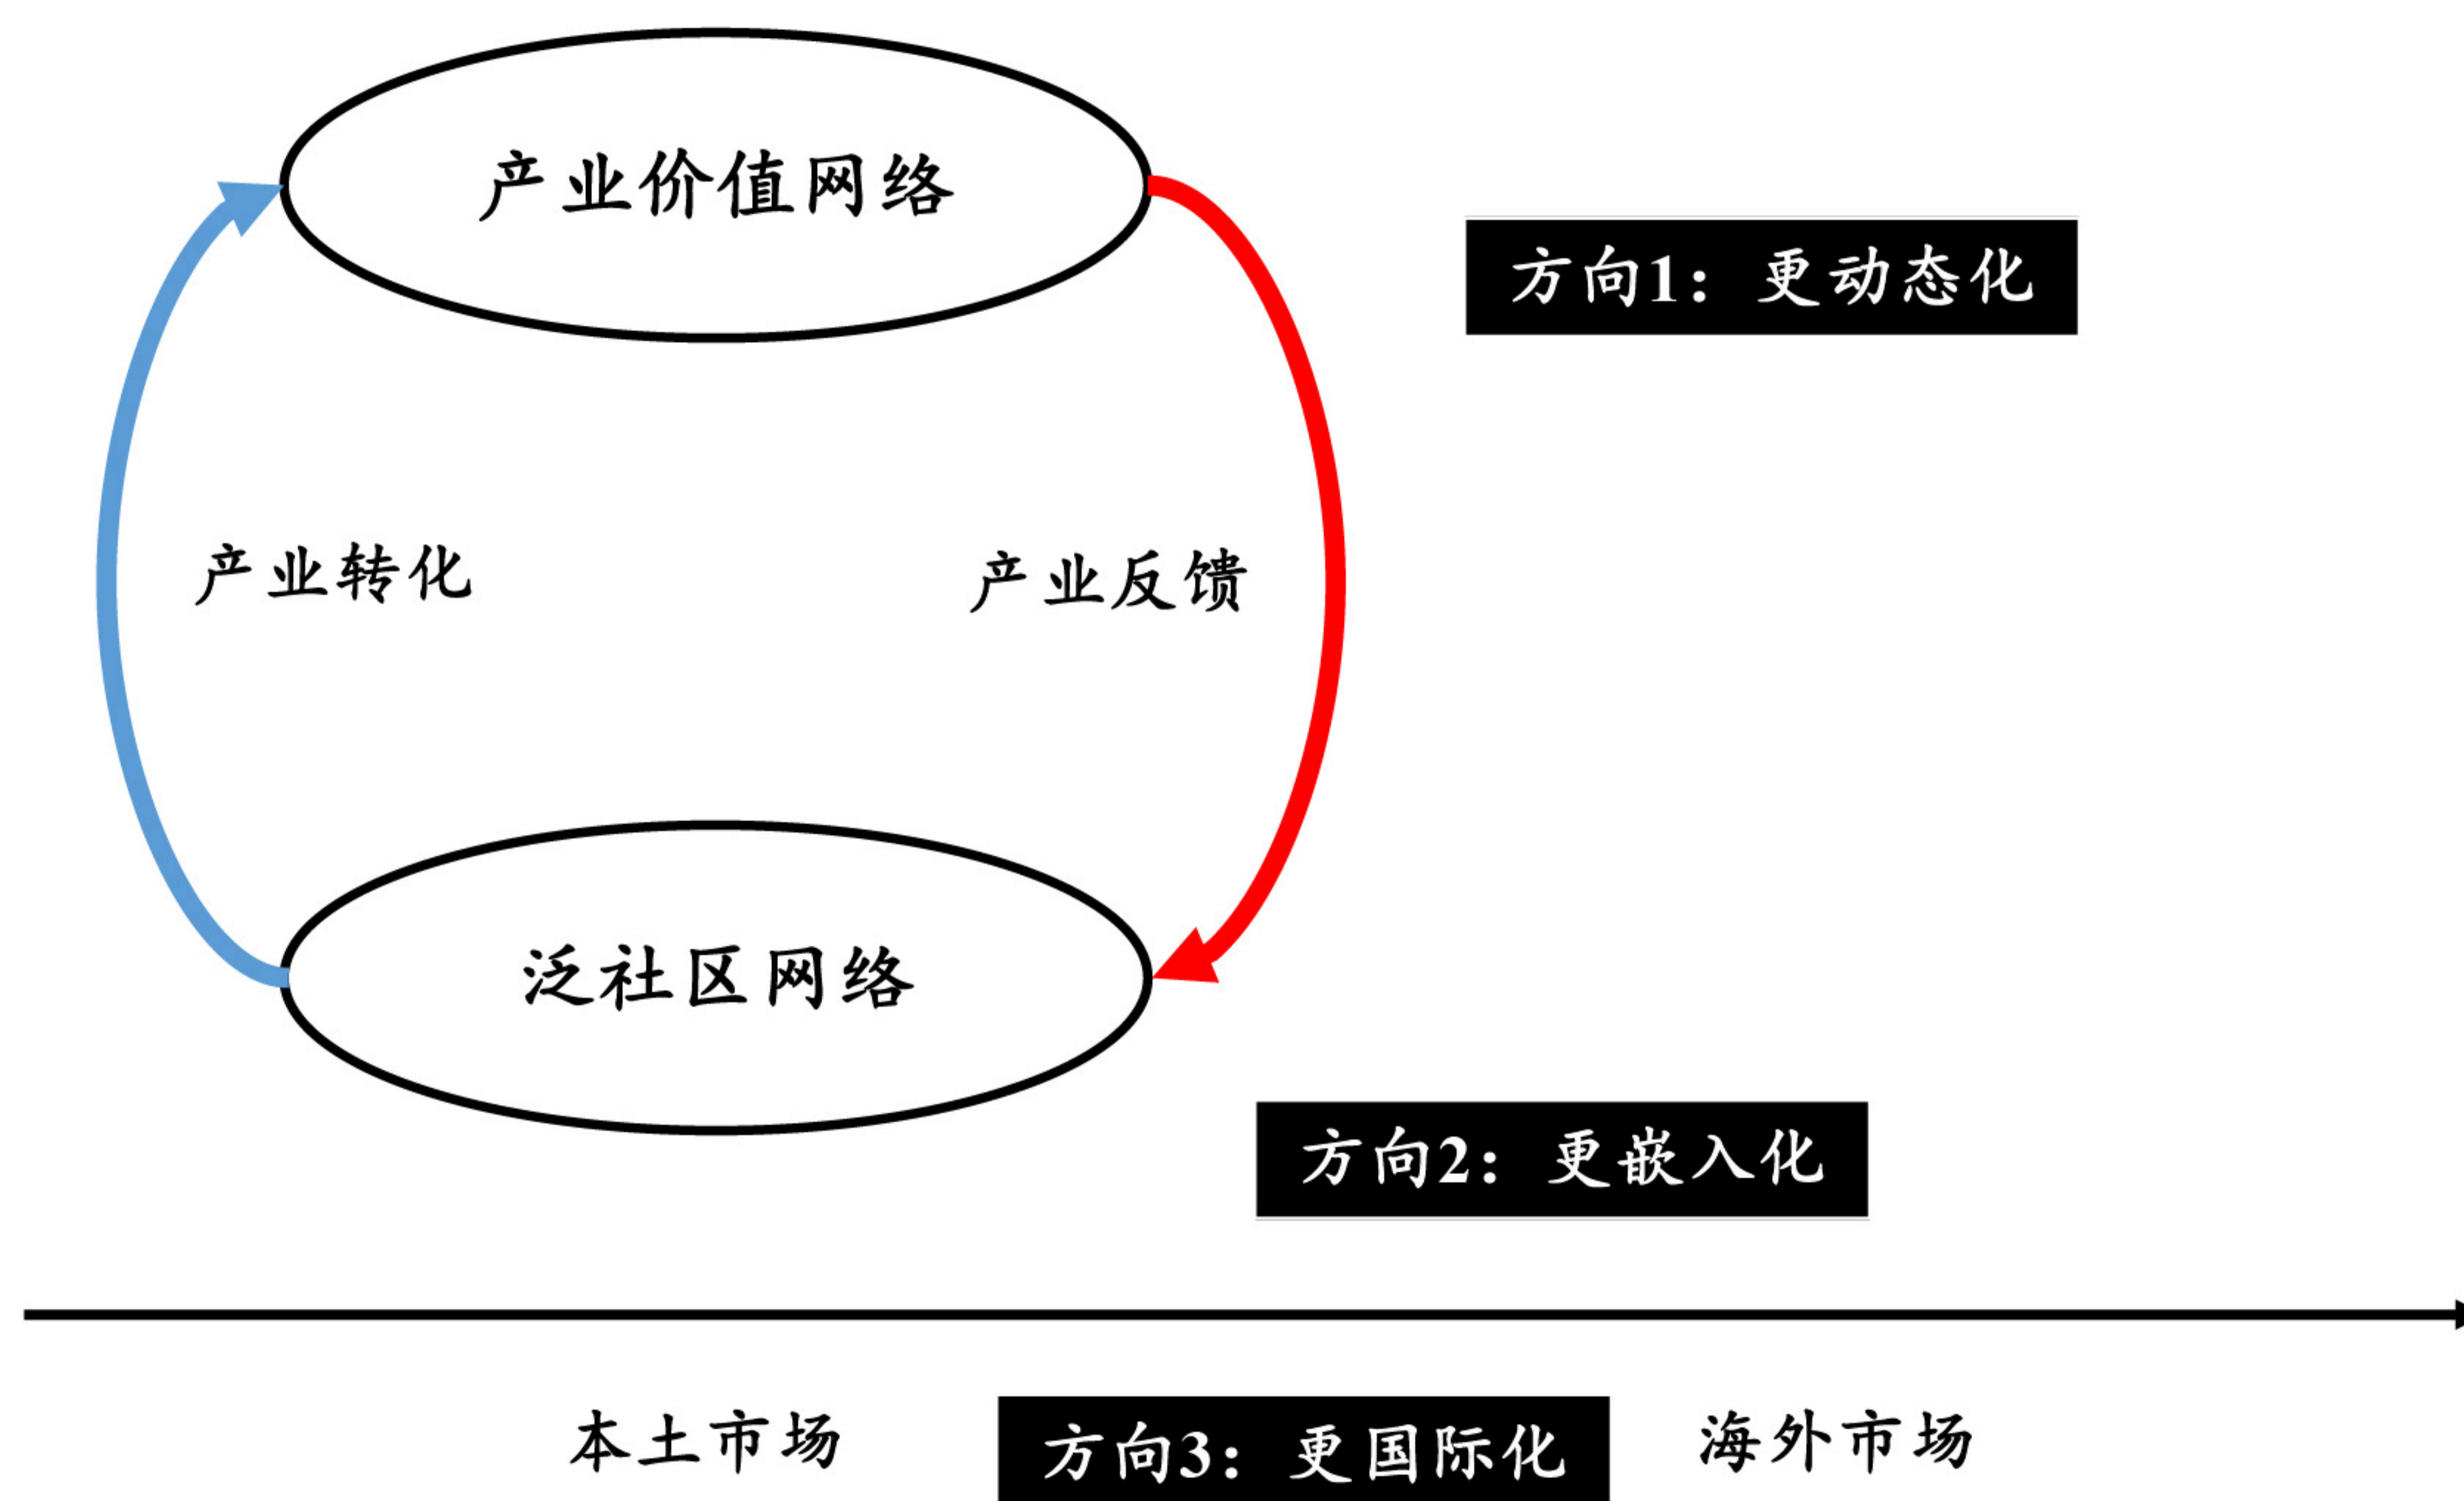 产业价值网络
方向1：更动态化
产业转化
产业反馈
泛社区网络
方向2：更嵌入化
本土市场
方向3：更国际化
海外市场